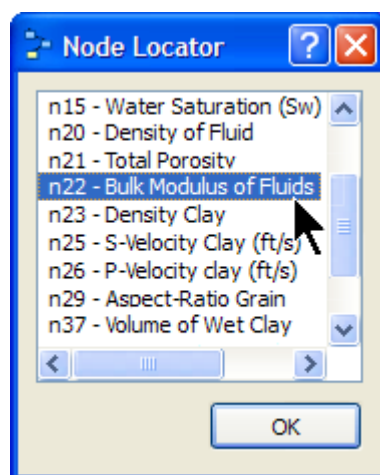 Node Locator
n15 - Water Saturation (Sw)
n20 - Density of Fluid
n21 - Total Porosity
n22 - Bulk Modulus of Fluids
n23 - Density Clay
n25 - S-Velocity Clay (ft/s)
n26 - P-Velocity clay (ft/s)
n29 - Aspect-Ratio Grain
n37 - Volume of Wet Clay
OK